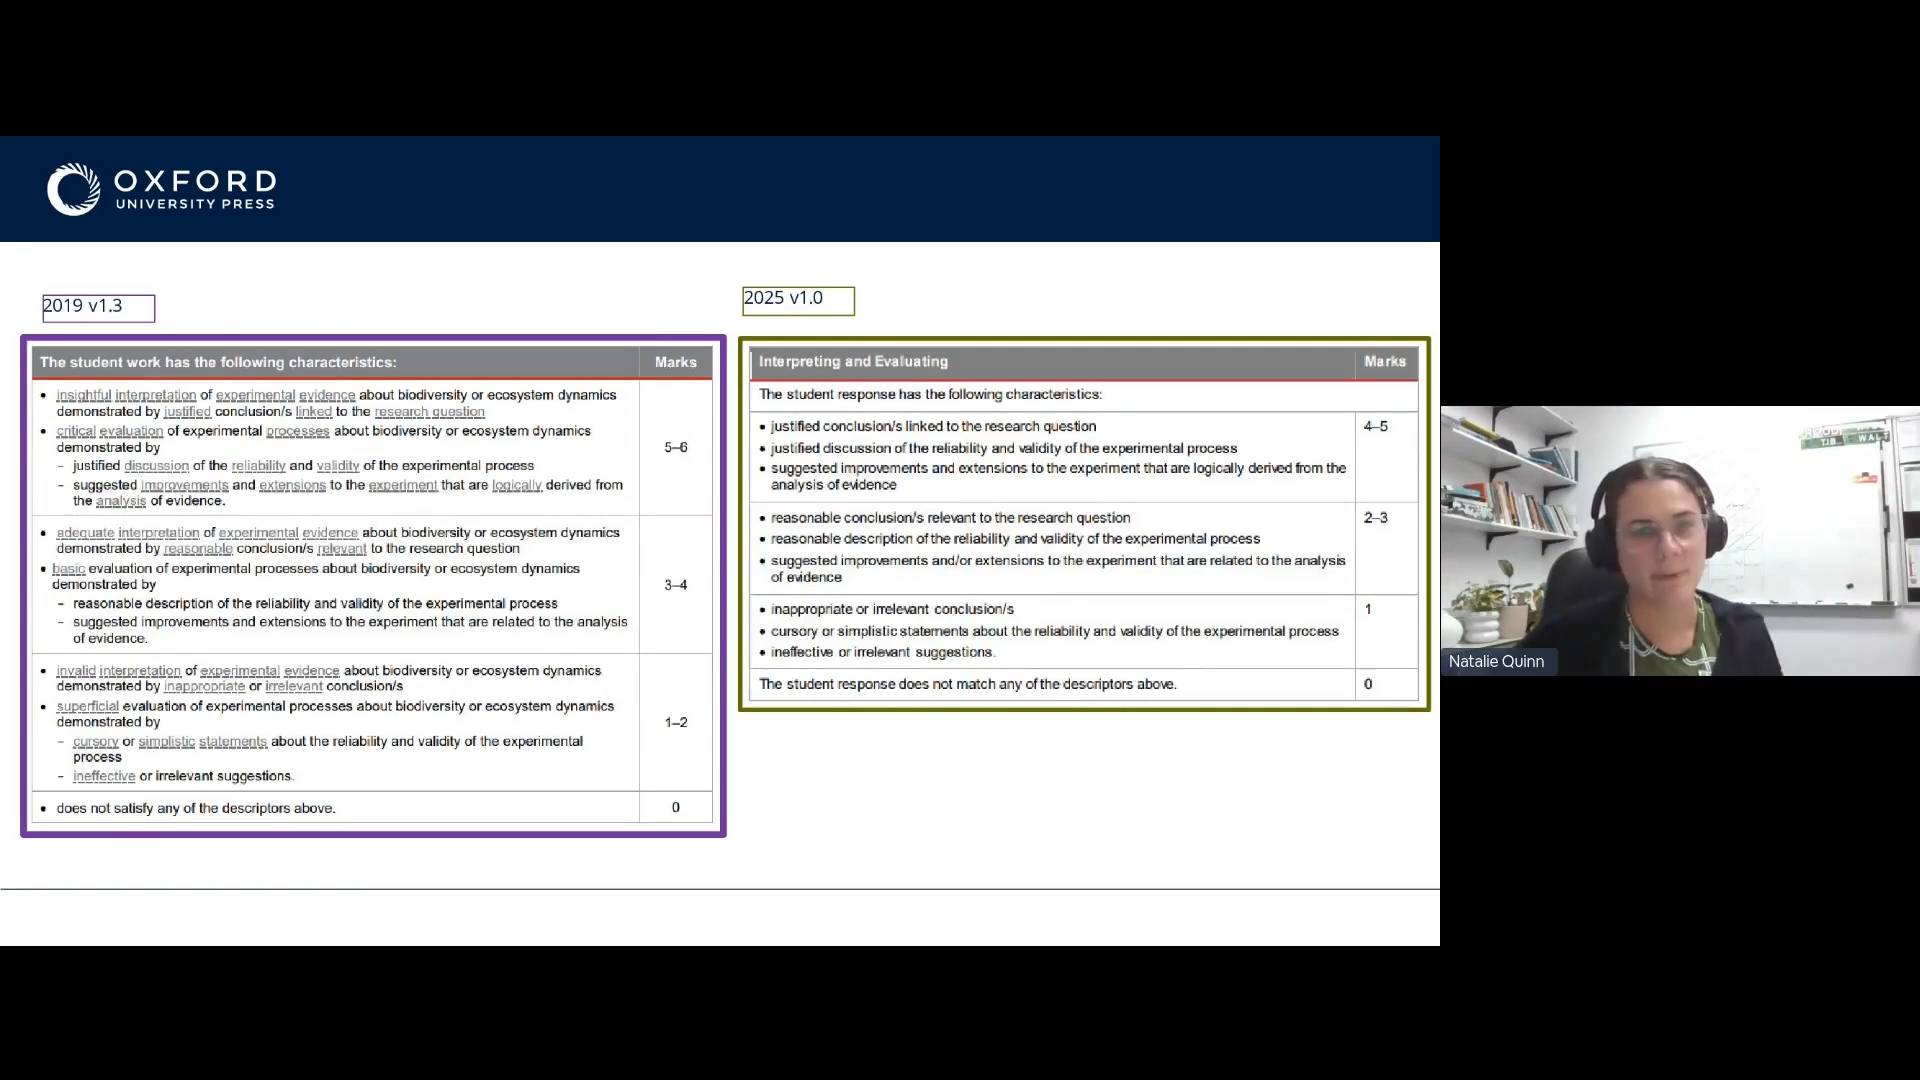 OXFORD
UNIVERSITY PRESS
2019 v1.3
The student work has the following characteristics:
Marks
• insightful interpretation of experimental evidence about biodiversity or ecosystem dynamics
demonstrated by justified conclusion/s linked to the research question
• critical evaluation of experimental processes about biodiversity or ecosystem dynamics
demonstrated by
– justified discussion of the reliability and validity of the experimental process
– suggested improvements and extensions to the experiment that are logically derived from
the analysis of evidence.
5–6
• adequate interpretation of experimental evidence about biodiversity or ecosystem dynamics
demonstrated by reasonable conclusion/s relevant to the research question
• basic evaluation of experimental processes about biodiversity or ecosystem dynamics
demonstrated by
– reasonable description of the reliability and validity of the experimental process
– suggested improvements and extensions to the experiment that are related to the analysis
of evidence.
3–4
• invalid interpretation of experimental evidence about biodiversity or ecosystem dynamics
demonstrated by inappropriate or irrelevant conclusion/s
• superficial evaluation of experimental processes about biodiversity or ecosystem dynamics
demonstrated by
– cursory or simplistic statements about the reliability and validity of the experimental
process
– ineffective or irrelevant suggestions.
1–2
• does not satisfy any of the descriptors above.
0
2025 v1.0
Interpreting and Evaluating
Marks
The student response has the following characteristics:
• justified conclusion/s linked to the research question
• justified discussion of the reliability and validity of the experimental process
• suggested improvements and extensions to the experiment that are logically derived from the
analysis of evidence
4–5
• reasonable conclusion/s relevant to the research question
• reasonable description of the reliability and validity of the experimental process
• suggested improvements and/or extensions to the experiment that are related to the analysis
of evidence
2–3
• inappropriate or irrelevant conclusion/s
• cursory or simplistic statements about the reliability and validity of the experimental process
• ineffective or irrelevant suggestions.
1
The student response does not match any of the descriptors above.
0
Natalie Quinn